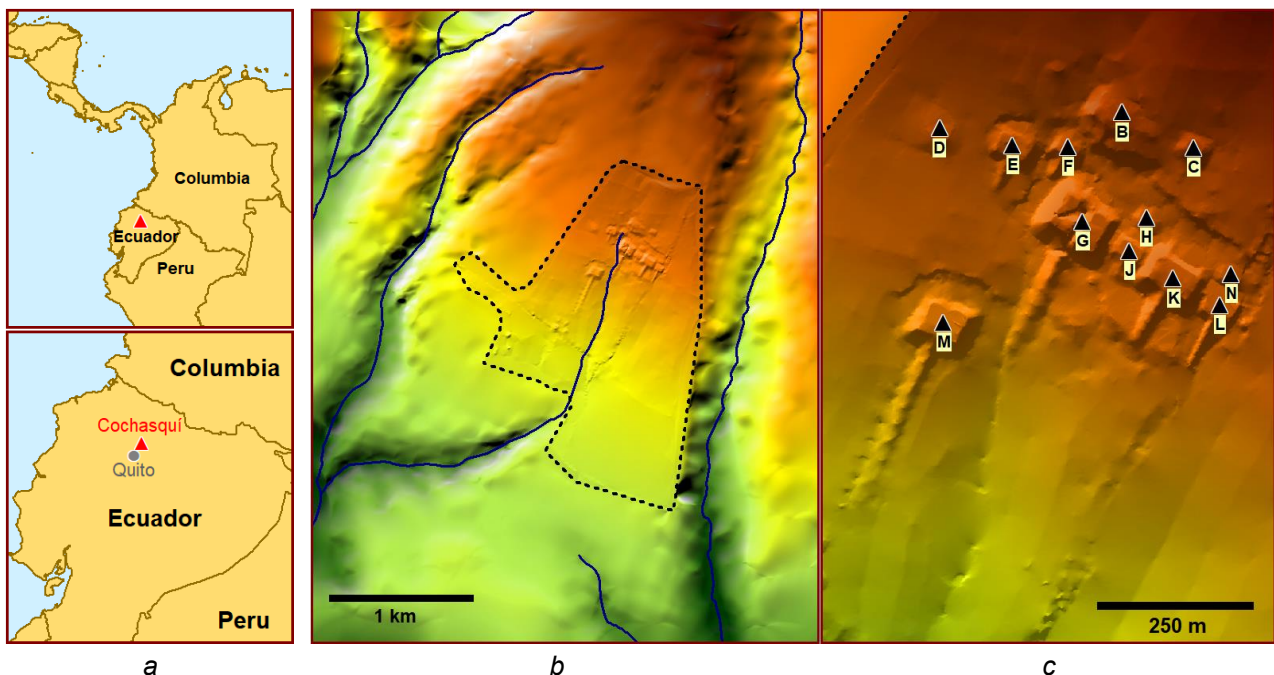 Columbia
Ecuador
Peru
Columbia
Cochasquí
Quito
Ecuador
Peru
1 km
B
D
E
F
C
G
H
J
K
N
L
M
250 m
a
b
c